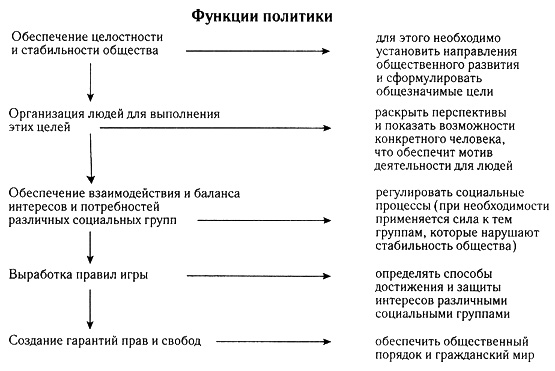 Функции политики
Обеспечение целостности
и стабильности общества
для этого необходимо
установить направления
общественного развития
и сформулировать
общезначимые цели
Организация людей для выполнения
этих целей
раскрыть перспективы
и показать возможности
конкретного человека,
что обеспечит мотив
деятельности для людей
Обеспечение взаимодействия и баланса
интересов и потребностей
различных социальных групп
регулировать социальные
процессы (при необходимости
применяется сила к тем
группам, которые нарушают
стабильность общества)
Выработка правил игры
определять способы
достижения и защиты
интересов различными
социальными группами
Создание гарантий прав и свобод
обеспечить общественный
порядок и гражданский мир